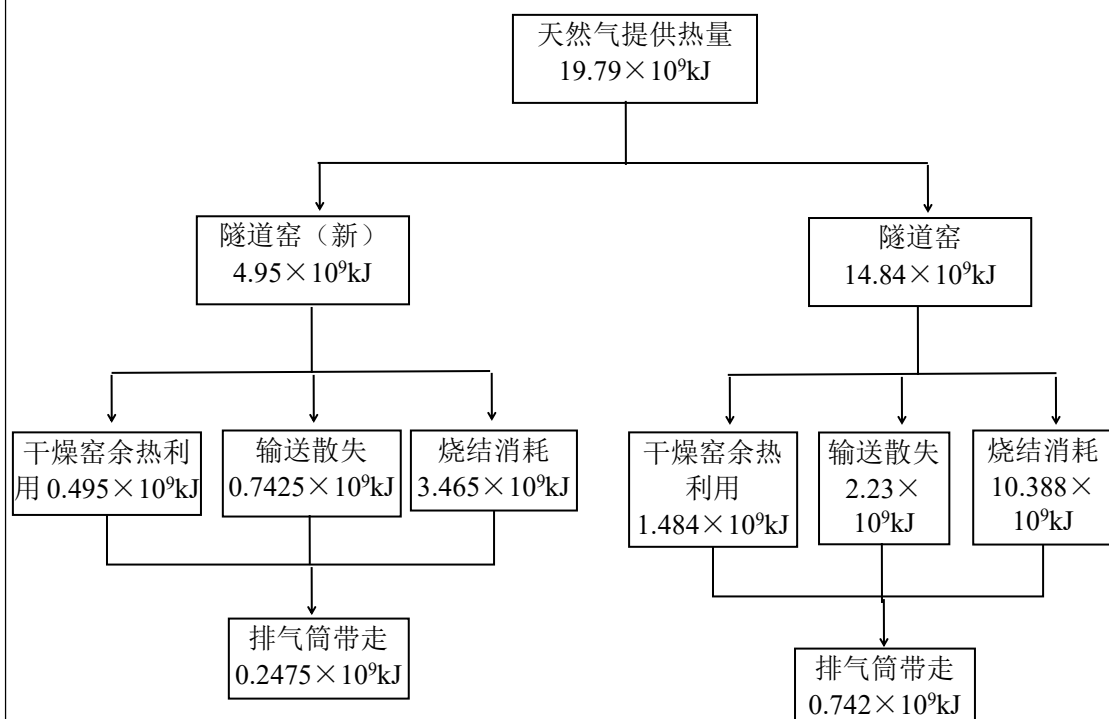 天然气提供热量
19.79×10⁹kJ
隧道窑（新）
4.95×10⁹kJ
隧道窑
14.84×10⁹kJ
干燥窑余热利
用 0.495×10⁹kJ
输送散失
0.7425×10⁹kJ
烧结消耗
3.465×10⁹kJ
干燥窑余热
利用
1.484×10⁹kJ
输送散失
2.23×
10⁹kJ
烧结消耗
10.388×
10⁹kJ
排气筒带走
0.2475×10⁹kJ
排气筒带走
0.742×10⁹kJ